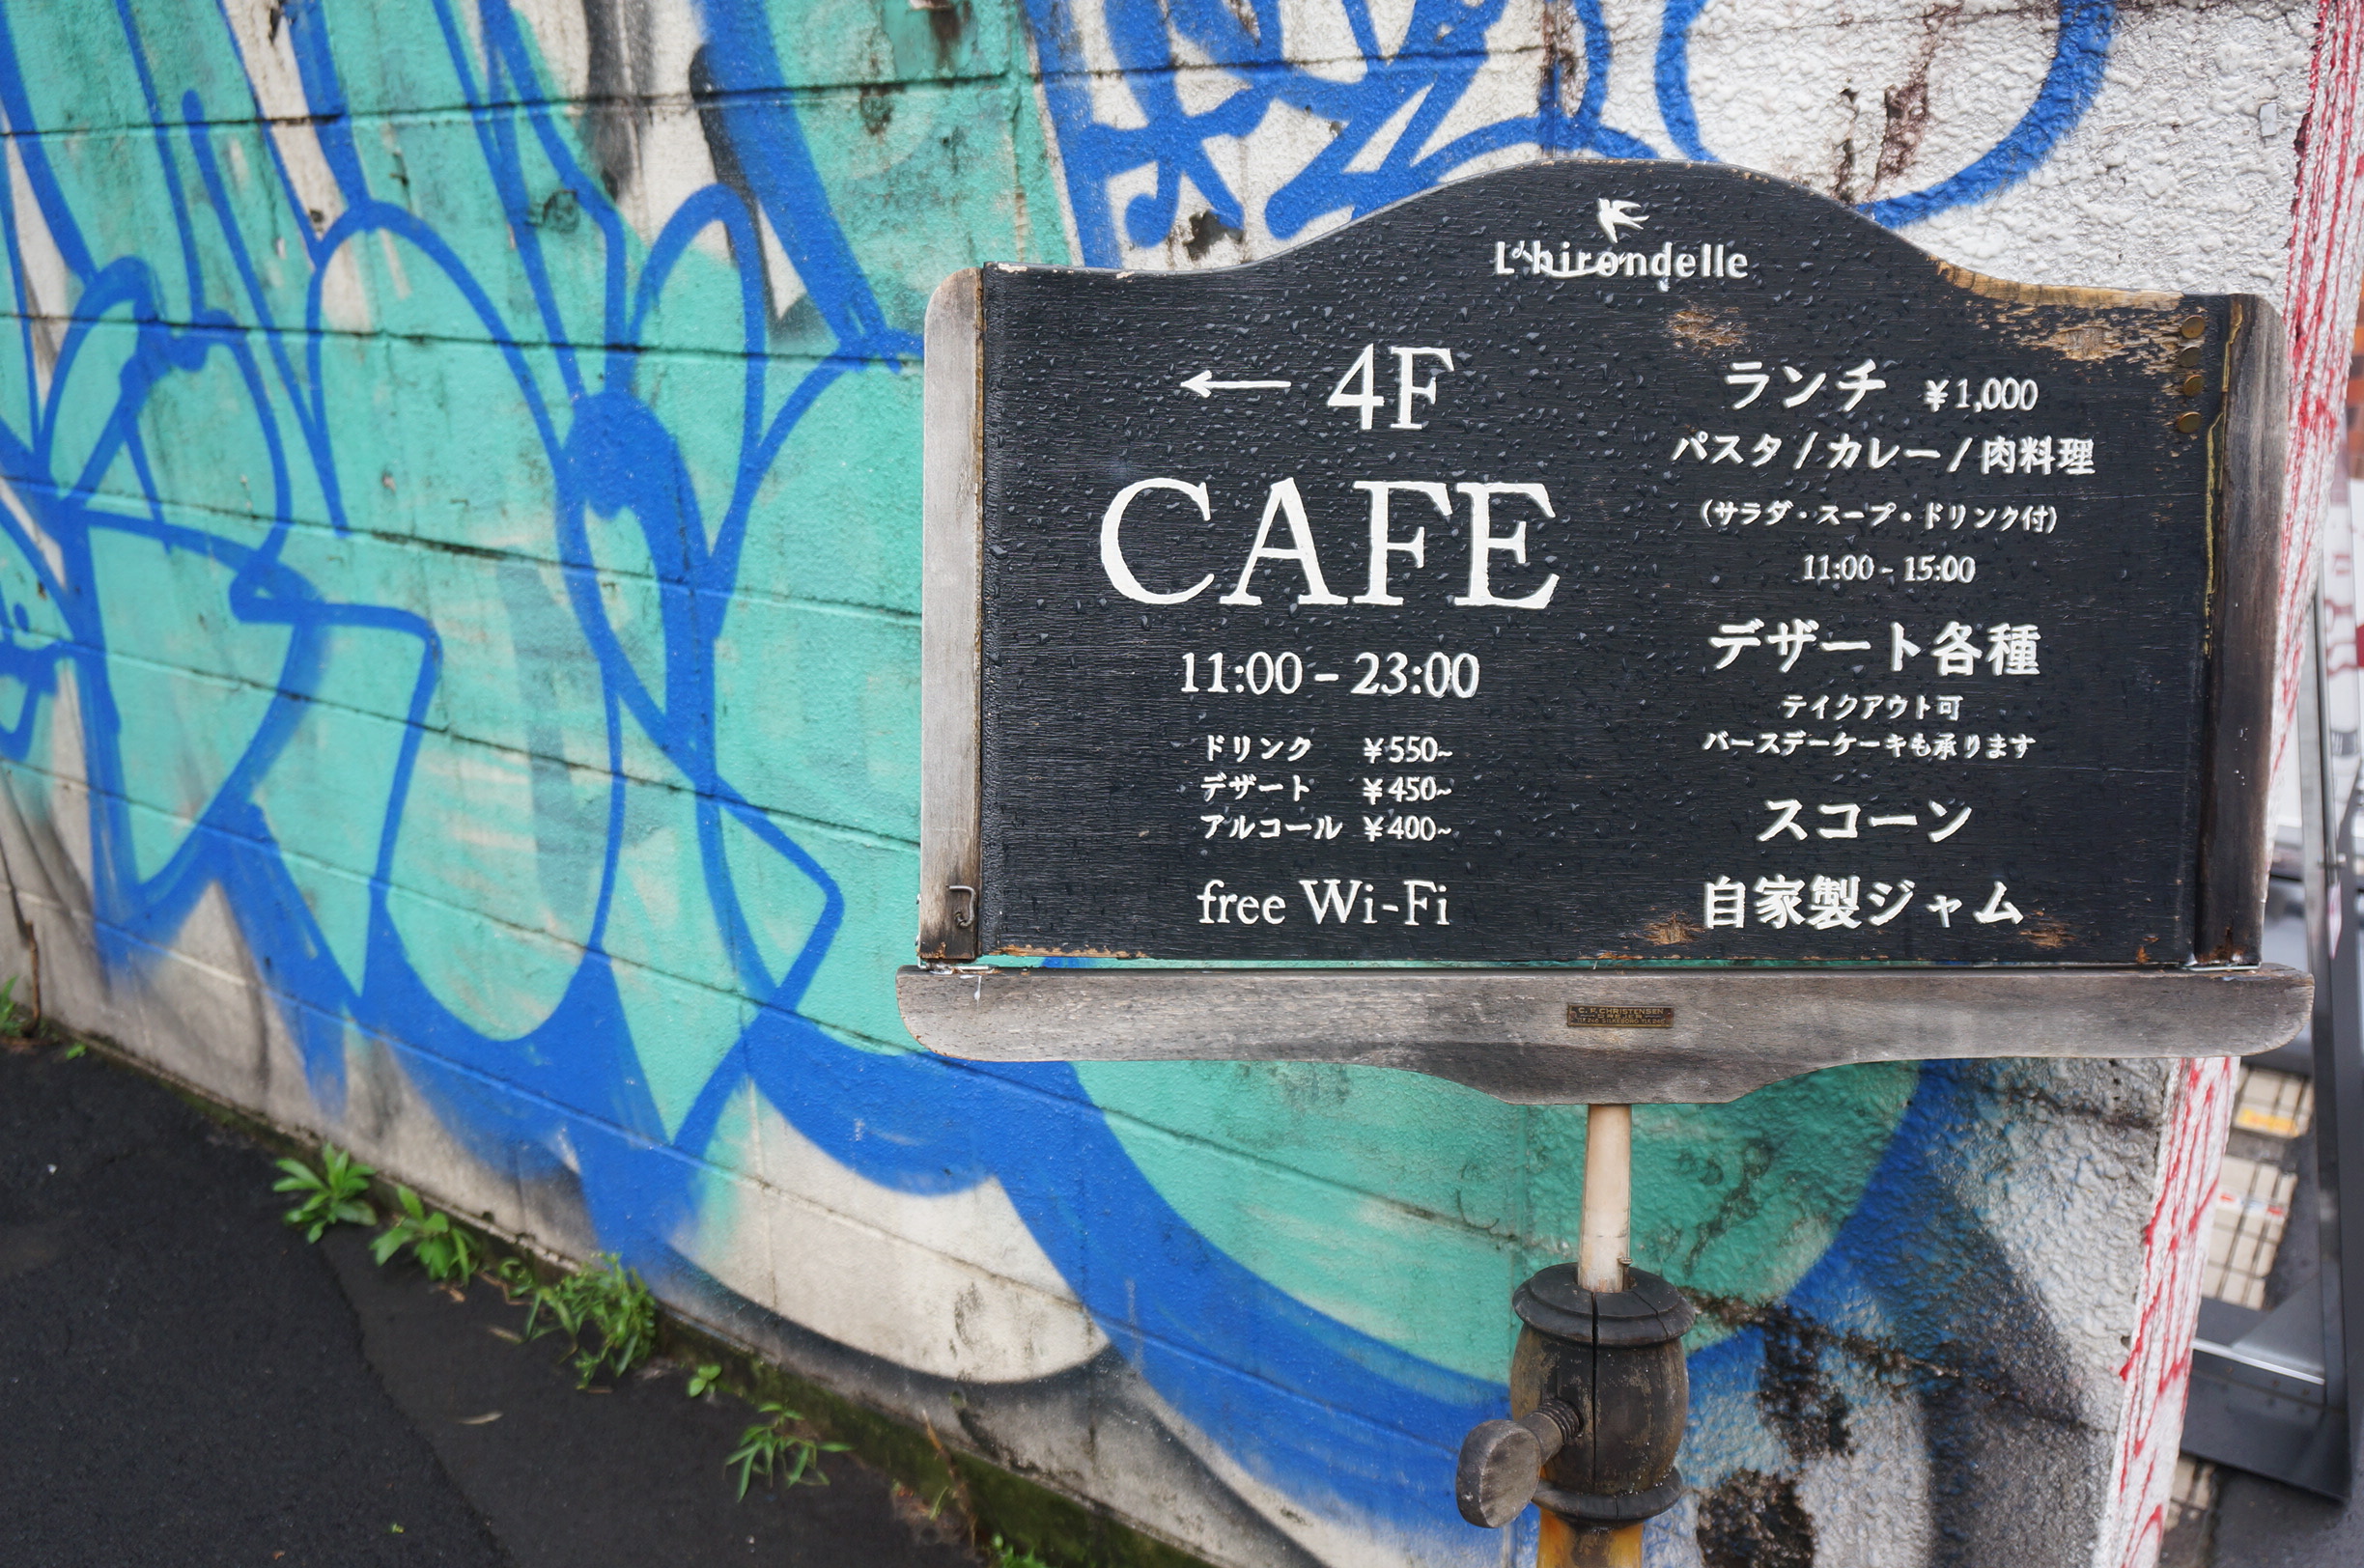 L'hirondelle
← 4F
CAFE
11:00 - 23:00
ドリンク ¥550~
デザート ¥450~
アルコール ¥400~
free Wi-Fi
ランチ ¥1,000
パスタ / カレー / 肉料理
(サラダ・スープ・ドリンク付)
11:00 - 15:00
デザート各種
テイクアウト可
バースデーケーキも承ります
スコーン
自家製ジャム
C. F. CHRISTENSEN